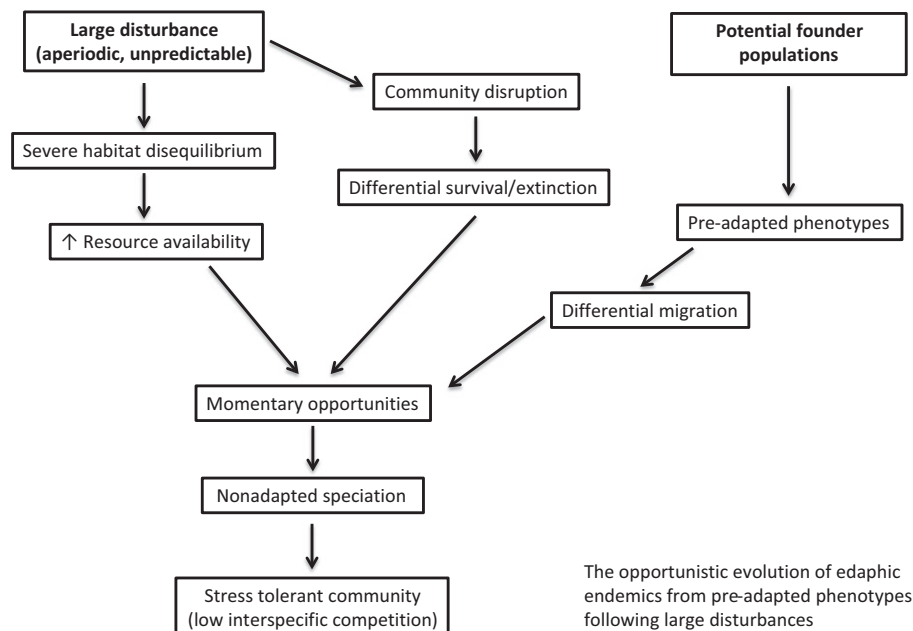 Large disturbance
(aperiodic, unpredictable)
Potential founder
populations
Community disruption
Severe habitat disequilibrium
Differential survival/extinction
↑ Resource availability
Pre-adapted phenotypes
Differential migration
Momentary opportunities
Nonadapted speciation
Stress tolerant community
(low interspecific competition)
The opportunistic evolution of edaphic
endemics from pre-adapted phenotypes
following large disturbances